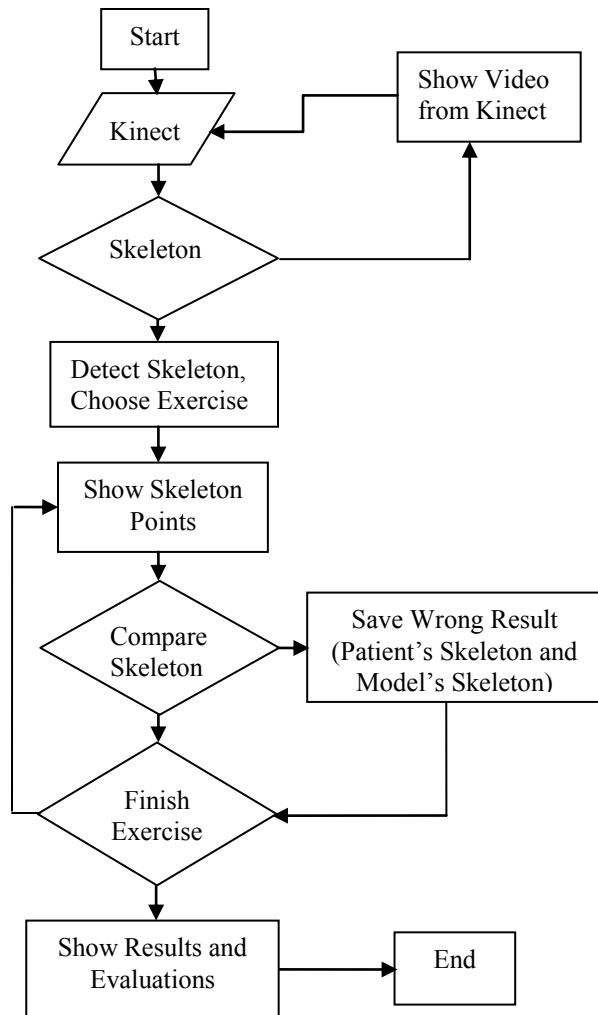 Start
Show Video
from Kinect
Kinect
Skeleton
Detect Skeleton,
Choose Exercise
Show Skeleton
Points
Compare
Skeleton
Save Wrong Result
(Patient’s Skeleton and
Model’s Skeleton)
Finish
Exercise
Show Results and
Evaluations
End